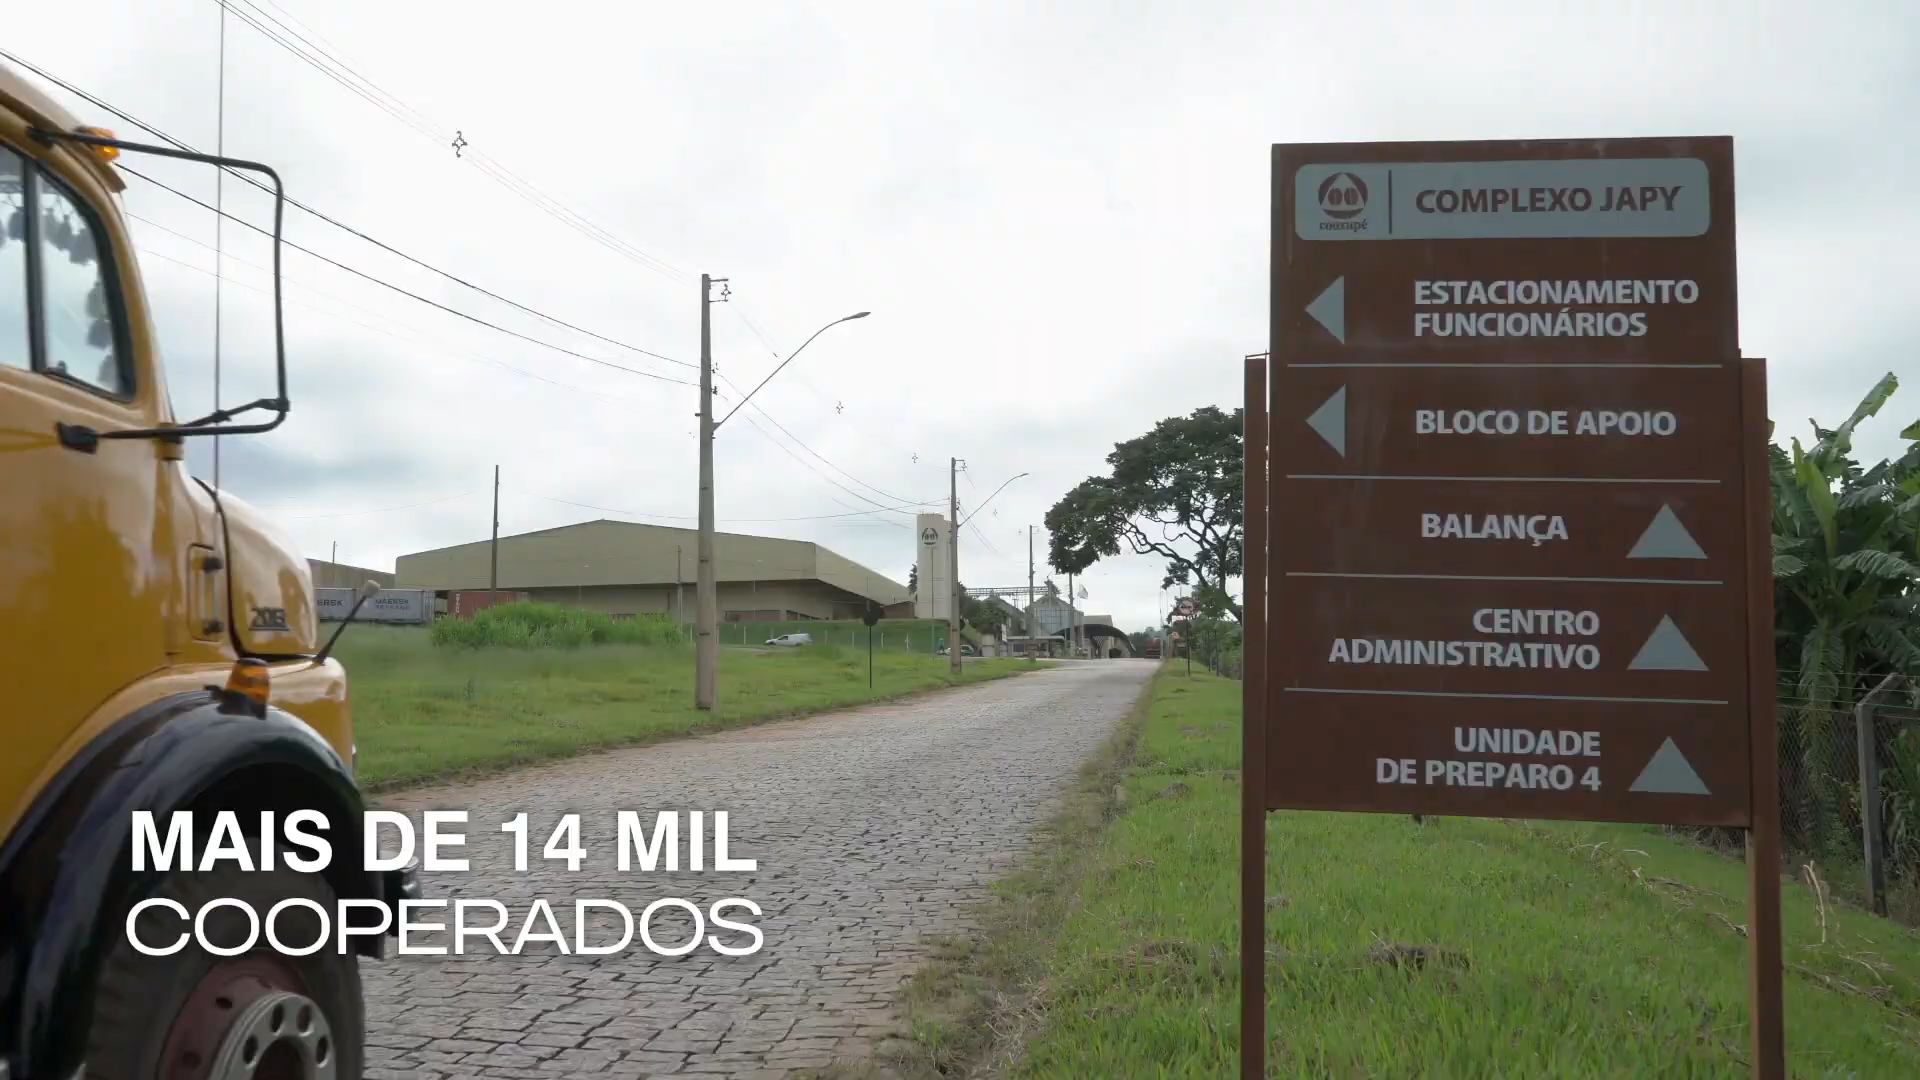 cooxupé
COMPLEXO JAPY
ESTACIONAMENTO
FUNCIONÁRIOS
BLOCO DE APOIO
BALANÇA
CENTRO
ADMINISTRATIVO
UNIDADE
DE PREPARO 4
MAERSK
MAIS DE 14 MIL
COOPERADOS